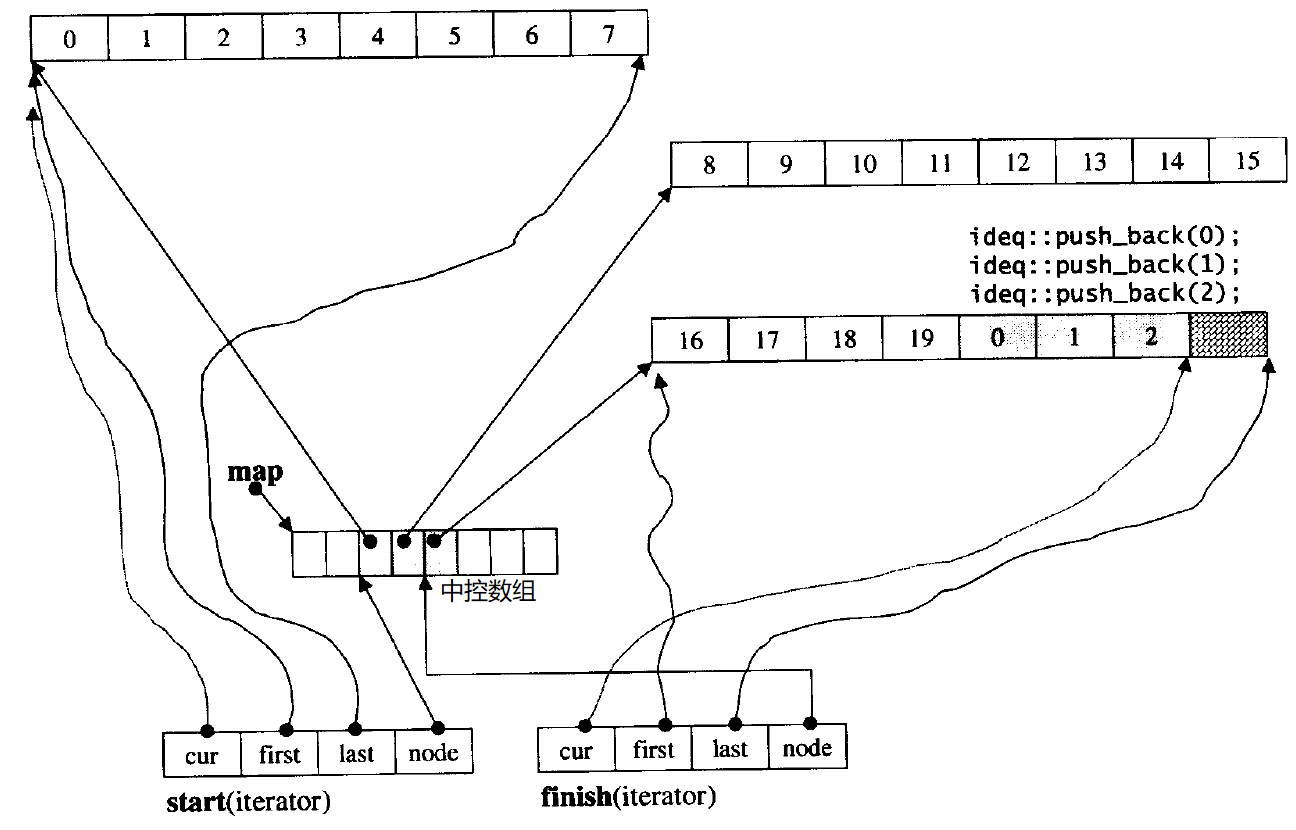 0 1 2 3 4 5 6 7
8 9 10 11 12 13 14 15
ideq::push_back(0);
ideq::push_back(1);
ideq::push_back(2);
16 17 18 19 0 1 2
map
中控数组
cur first last node
start(iterator)
cur first last node
finish(iterator)